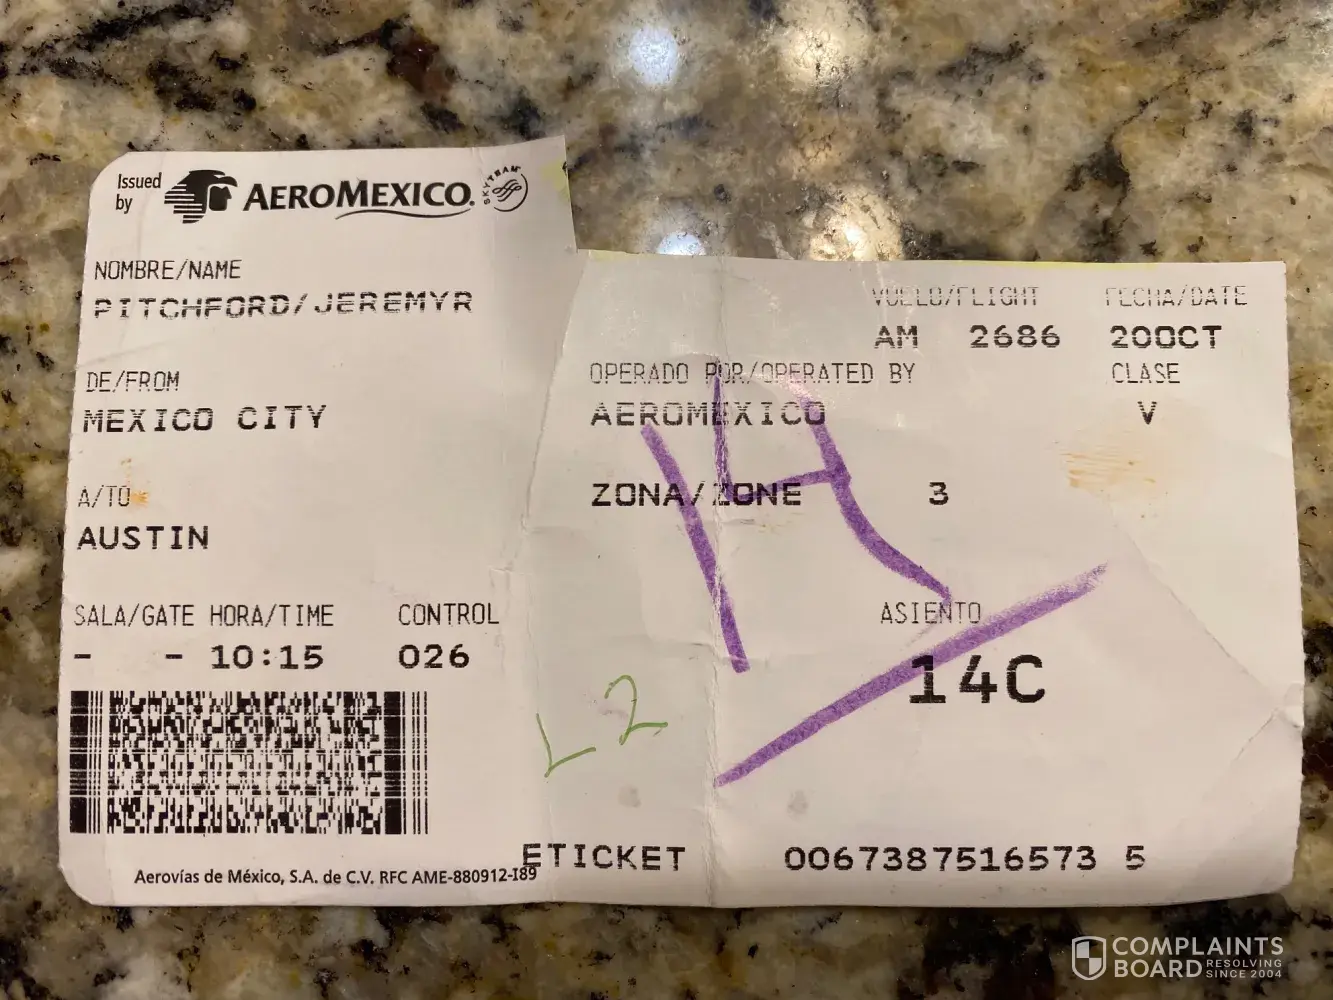 Issued by AEROMEXICO. SKYTEAM
NOMBRE/NAME
PITCHFORD/JEREMYR
VUELO/FLIGHT FECHA/DATE
AM 2686 20OCT
DE/FROM
MEXICO CITY
OPERADO POR/OPERATED BY CLASE
AEROMEXICO V
A/TO
AUSTIN
ZONA/ZONE 3
SALA/GATE HORA/TIME CONTROL
- - 10:15 026
ASIENTO
14C
L2
ETICKET 0067387516573 5
Aerovías de México, S.A. de C.V. RFC AME-880912-I89
COMPLAINTS
BOARD RESOLVING SINCE 2004